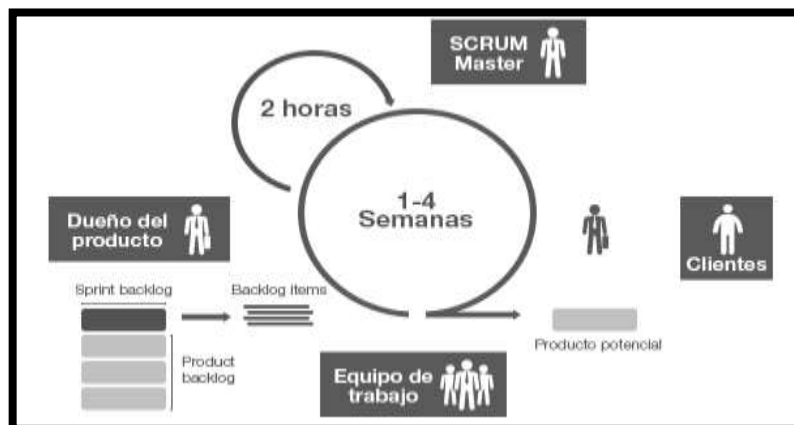 SCRUM
Master
2 horas
1-4
Semanas
Dueño del
producto
Clientes
Sprint backlog
Backlog items
Product
backlog
Producto potencial
Equipo de
trabajo